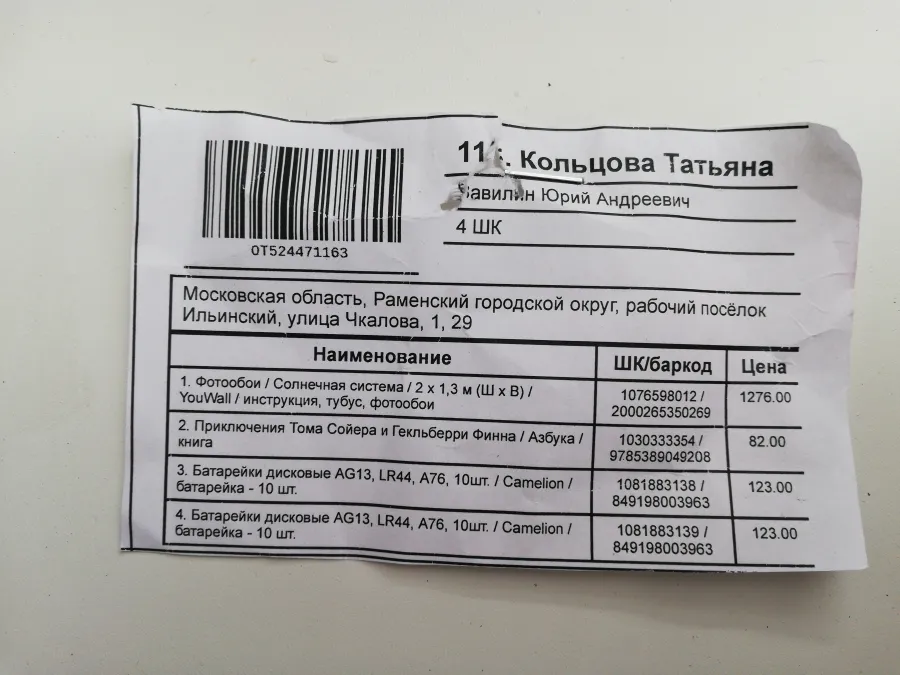 Кольцова Татьяна
Юрий Андреевич
4 ШК
OT524471163
Московская область, Раменский городской округ, рабочий посёлок
Ильинский, улица Чкалова, 1, 29
Наименование ШК/баркод Цена
1. Фотообои / Солнечная система / 2 x 1,3 м (Ш x В) /
YouWall / инструкция, тубус, фотообои
1076598012 /
2000265350269
1276.00
2. Приключения Тома Сойера и Гекльберри Финна / Азбука /
книга
1030333354 /
9785389049208
82.00
3. Батарейки дисковые AG13, LR44, A76, 10шт. / Camelion /
батарейка - 10 шт.
1081883138 /
849198003963
123.00
4. Батарейки дисковые AG13, LR44, A76, 10шт. / Camelion /
батарейка - 10 шт.
1081883139 /
849198003963
123.00